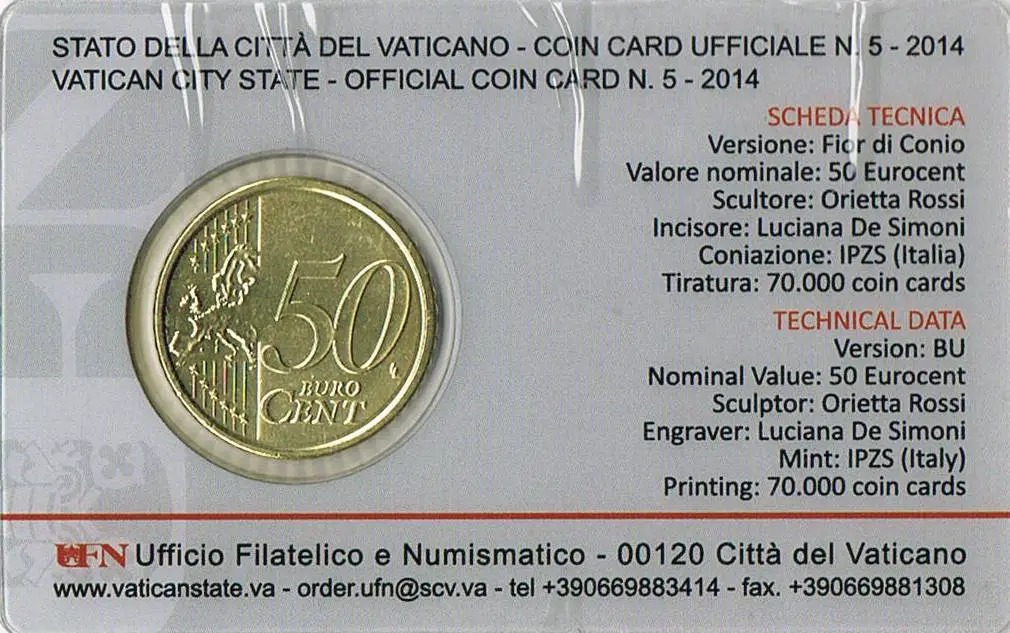 STATO DELLA CITTÀ DEL VATICANO - COIN CARD UFFICIALE N. 5 - 2014
VATICAN CITY STATE - OFFICIAL COIN CARD N. 5 - 2014
SCHEDA TECNICA
Versione: Fior di Conio
Valore nominale: 50 Eurocent
Scultore: Orietta Rossi
Incisore: Luciana De Simoni
Coniazione: IPZS (Italia)
Tiratura: 70.000 coin cards
TECHNICAL DATA
Version: BU
Nominal Value: 50 Eurocent
Sculptor: Orietta Rossi
Engraver: Luciana De Simoni
Mint: IPZS (Italy)
Printing: 70.000 coin cards
50
EURO
CENT
UFN Ufficio Filatelico e Numismatico - 00120 Città del Vaticano
www.vaticanstate.va - order.ufn@scv.va - tel +390669883414 - fax. +390669881308